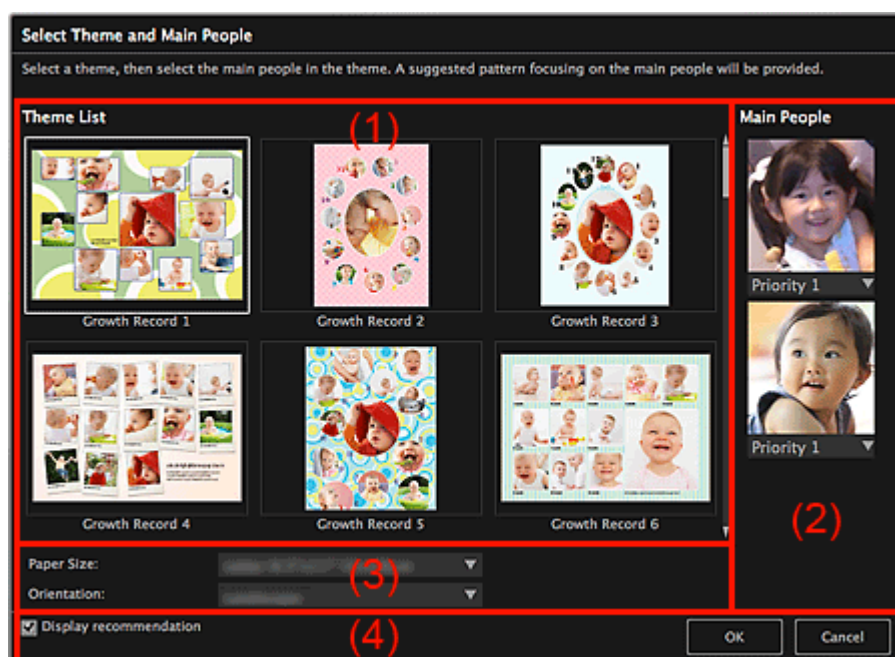 Select Theme and Main People
Select a theme, then select the main people in the theme. A suggested pattern focusing on the main people will be provided.
Theme List
(1)
Growth Record 1
Growth Record 2
Growth Record 3
Growth Record 4
Growth Record 5
Growth Record 6
Main People
Priority 1
Priority 1
(2)
Paper Size:
Orientation:
(3)
Display recommendation
(4)
OK
Cancel